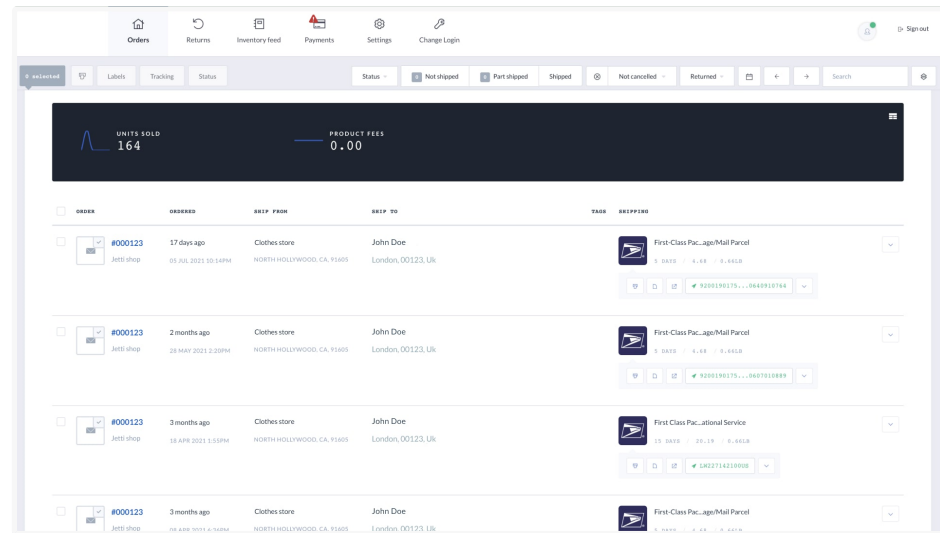 Orders
Returns
Inventory feed
Payments
Settings
Change Login
Sign out
0 selected
Labels
Tracking
Status
Status
0 Not shipped
0 Part shipped
Shipped
Not cancelled
Returned
Search
UNITS SOLD
164
PRODUCT FEES
0.00
ORDER ORDERED SHIP FROM SHIP TO TAGS SHIPPING
#000123 17 days ago Clothes store John Doe First-Class Pac...age/Mail Parcel
Jetti shop 05 JUL 2021 10:14PM NORTH HOLLYWOOD, CA, 91605 London, 00123, Uk 5 DAYS | 4.68 | 0.66LB
9200190175...0640910764
#000123 2 months ago Clothes store John Doe First-Class Pac...age/Mail Parcel
Jetti shop 28 MAY 2021 2:20PM NORTH HOLLYWOOD, CA, 91605 London, 00123, Uk 5 DAYS | 4.68 | 0.66LB
9200190175...0607010889
#000123 3 months ago Clothes store John Doe First Class Pac...ational Service
Jetti shop 18 APR 2021 1:55PM NORTH HOLLYWOOD, CA, 91605 London, 00123, Uk 15 DAYS | 20.19 | 0.66LB
LM227142100US
#000123 3 months ago Clothes store John Doe First-Class Pac...age/Mail Parcel
Jetti shop NORTH HOLLYWOOD, CA, 91605 London, 00123, Uk